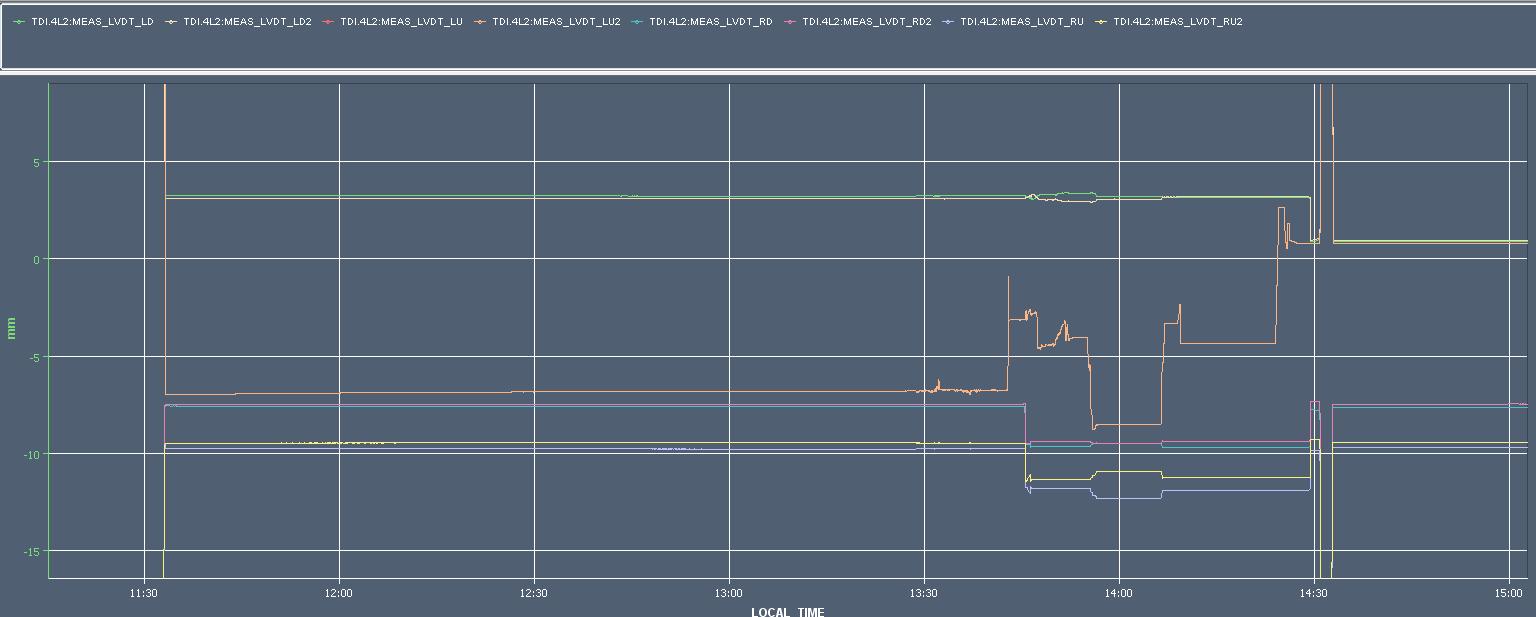 TDI.4L2:MEAS_LVDT_LD TDI.4L2:MEAS_LVDT_LD2 TDI.4L2:MEAS_LVDT_LU TDI.4L2:MEAS_LVDT_LU2 TDI.4L2:MEAS_LVDT_RD TDI.4L2:MEAS_LVDT_RD2 TDI.4L2:MEAS_LVDT_RU TDI.4L2:MEAS_LVDT_RU2
5
0
mm
-5
-10
-15
11:30 12:00 12:30 13:00 13:30 14:00 14:30 15:00
LOCAL_TIME